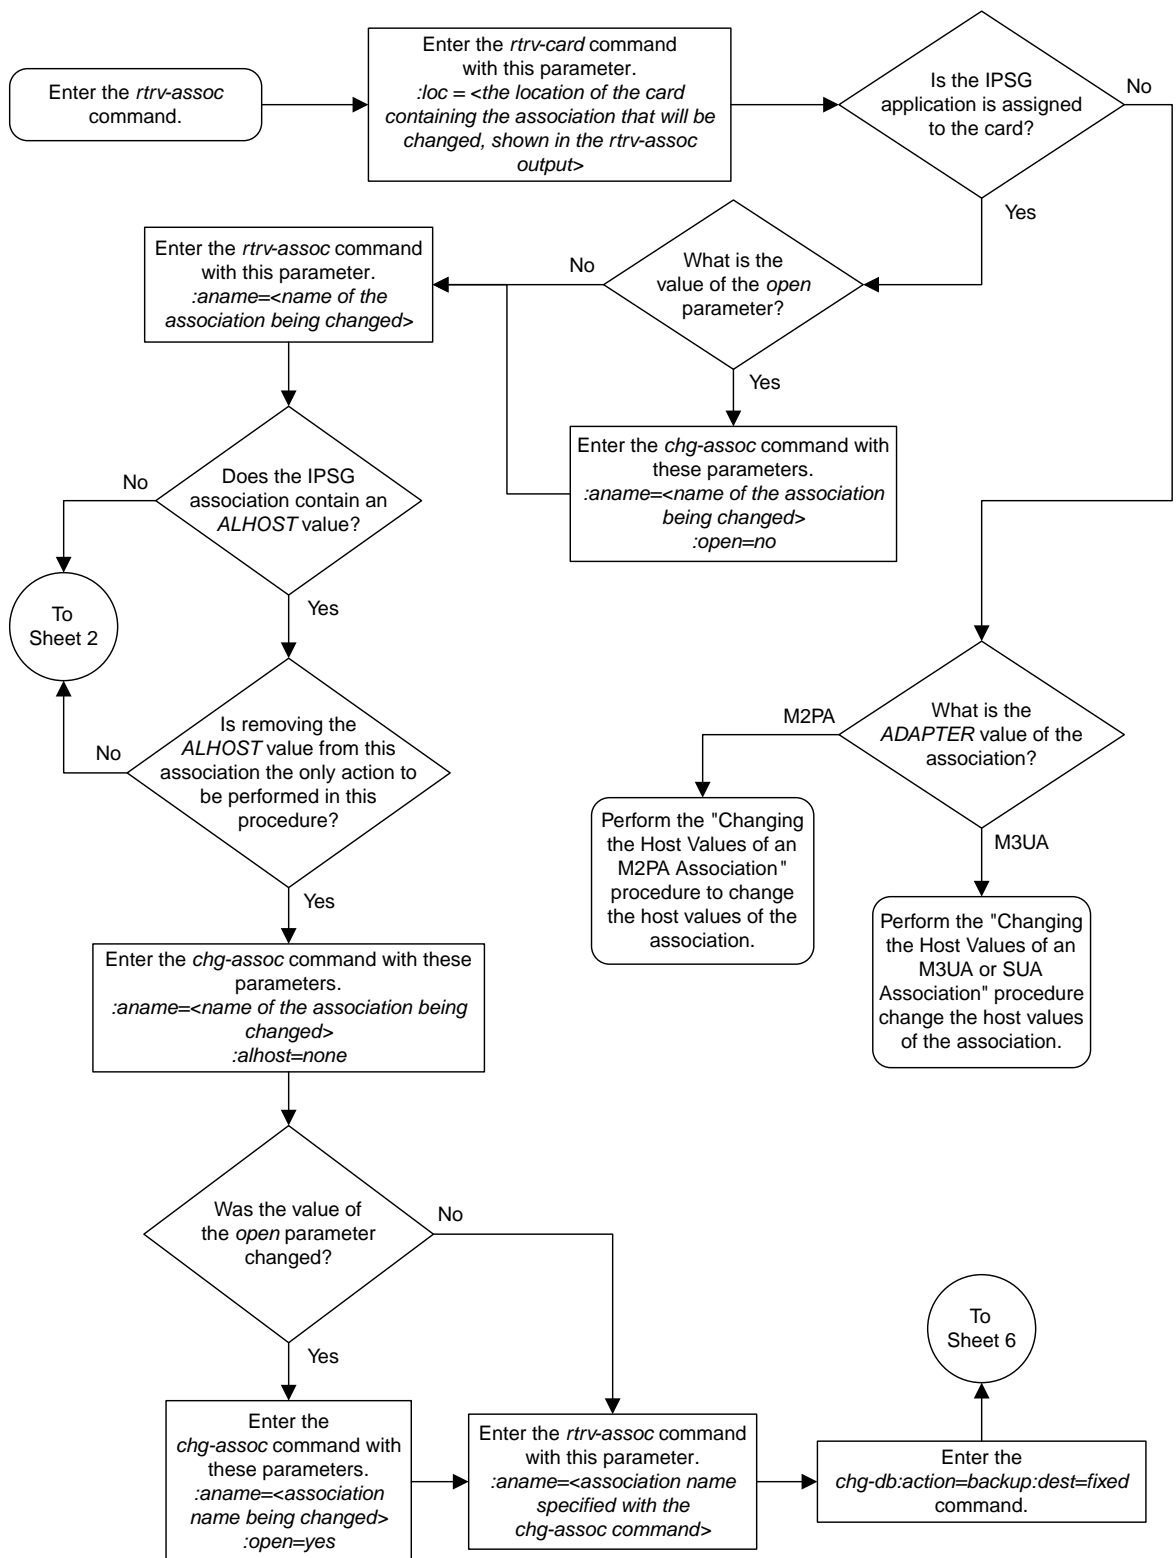 Enter the rtrv-assoc
command.
Enter the rtrv-card command
with this parameter.
:loc = <the location of the card
containing the association that will be
changed, shown in the rtrv-assoc
output>
Is the IPSG
application is assigned
to the card?
No
Yes
What is the
value of the open
parameter?
No
Yes
Enter the rtrv-assoc command
with this parameter.
:aname=<name of the
association being changed>
Enter the chg-assoc command with
these parameters.
:aname=<name of the association
being changed>
:open=no
Does the IPSG
association contain an
ALHOST value?
No
Yes
To
Sheet 2
Is removing the
ALHOST value from this
association the only action to
be performed in this
procedure?
No
Yes
What is the
ADAPTER value of the
association?
M2PA
M3UA
Perform the "Changing
the Host Values of an
M2PA Association"
procedure to change
the host values of the
association.
Perform the "Changing
the Host Values of an
M3UA or SUA
Association" procedure
change the host values
of the association.
Enter the chg-assoc command with these
parameters.
:aname=<name of the association being
changed>
:alhost=none
Was the value of
the open parameter
changed?
No
Yes
To
Sheet 6
Enter the
chg-assoc command with
these parameters.
:aname=<association
name being changed>
:open=yes
Enter the rtrv-assoc command
with this parameter.
:aname=<association name
specified with the
chg-assoc command>
Enter the
chg-db:action=backup:dest=fixed
command.